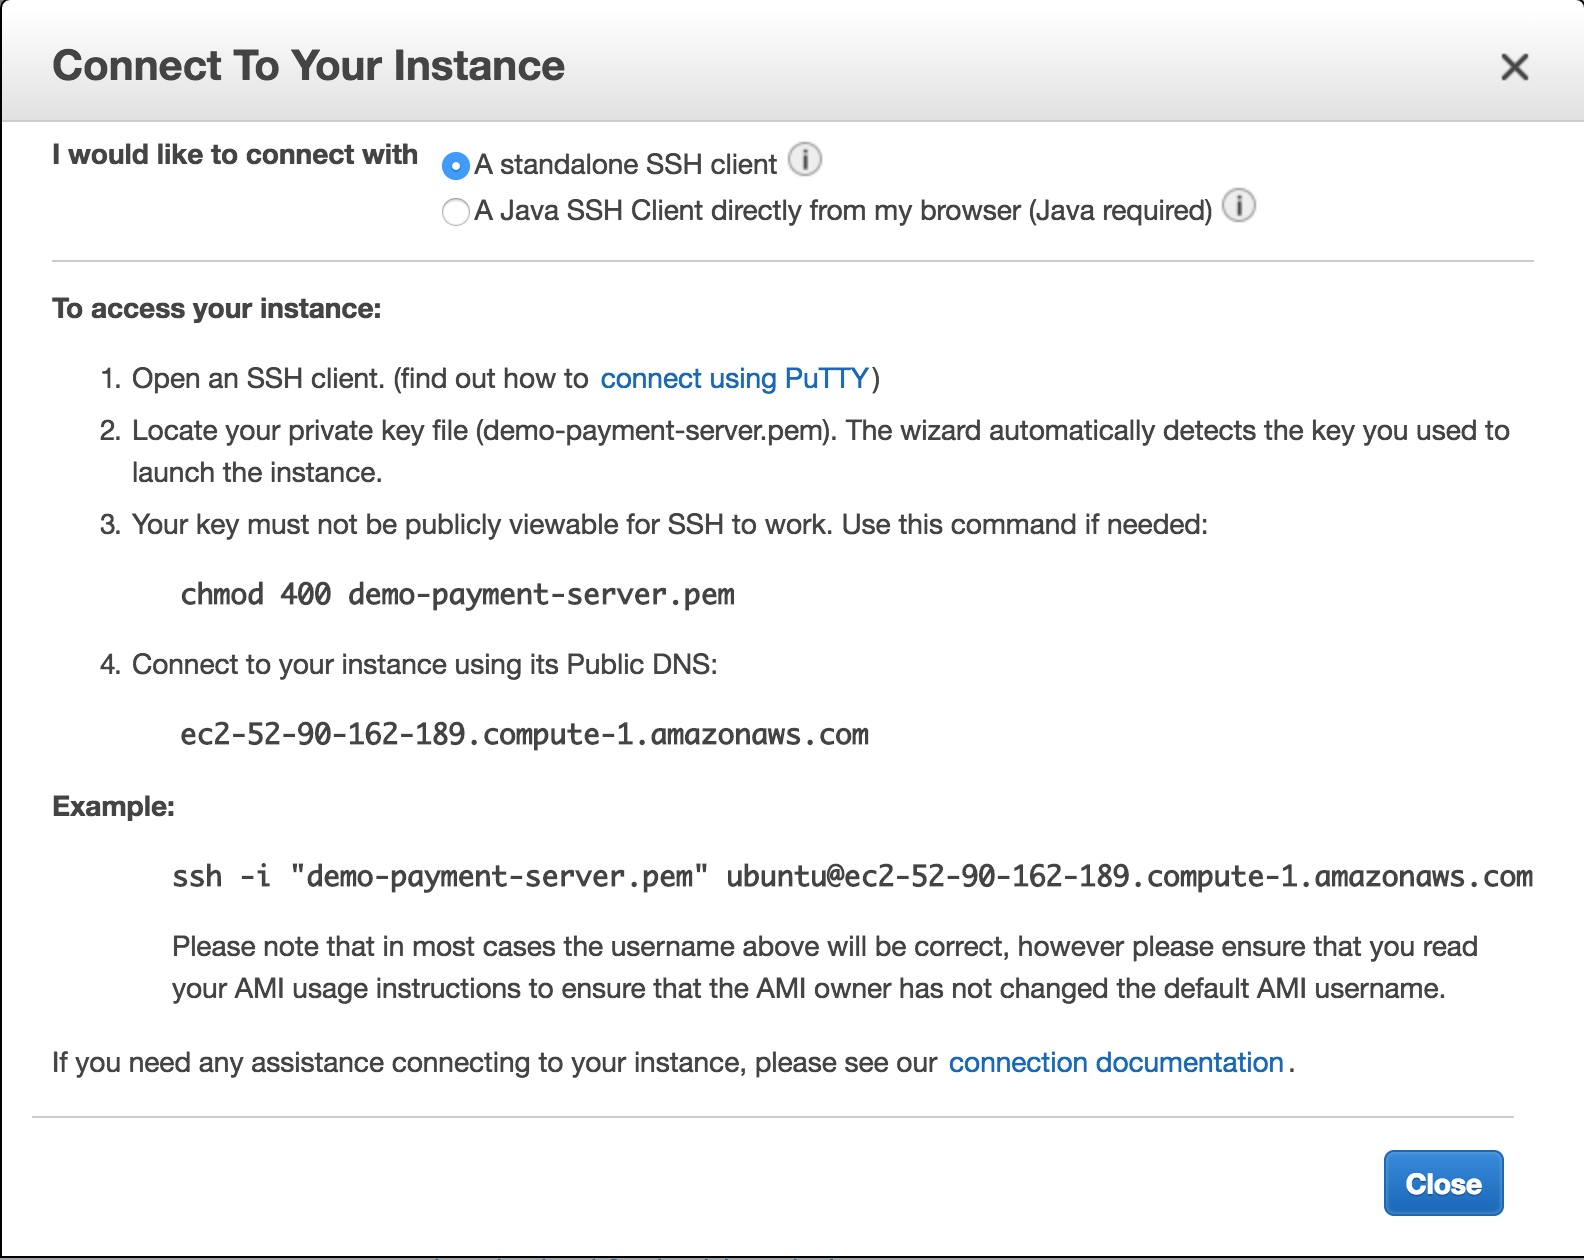 Connect To Your Instance
I would like to connect with
A standalone SSH client
A Java SSH Client directly from my browser (Java required)
To access your instance:
1. Open an SSH client. (find out how to connect using PuTTY)
2. Locate your private key file (demo-payment-server.pem). The wizard automatically detects the key you used to
launch the instance.
3. Your key must not be publicly viewable for SSH to work. Use this command if needed:
chmod 400 demo-payment-server.pem
4. Connect to your instance using its Public DNS:
ec2-52-90-162-189.compute-1.amazonaws.com
Example:
ssh -i "demo-payment-server.pem" ubuntu@ec2-52-90-162-189.compute-1.amazonaws.com
Please note that in most cases the username above will be correct, however please ensure that you read
your AMI usage instructions to ensure that the AMI owner has not changed the default AMI username.
If you need any assistance connecting to your instance, please see our connection documentation.
Close